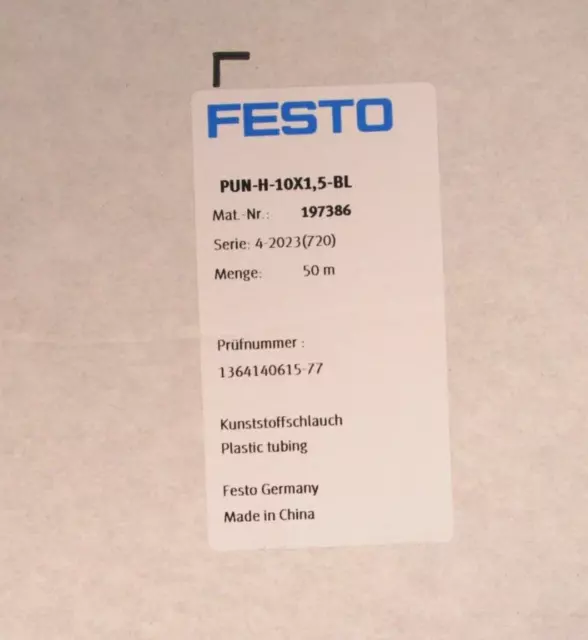 FESTO
PUN-H-10X1,5-BL
Mat.-Nr.: 197386
Serie: 4-2023(720)
Menge: 50 m
Prüfnummer :
1364140615-77
Kunststoffschlauch
Plastic tubing
Festo Germany
Made in China